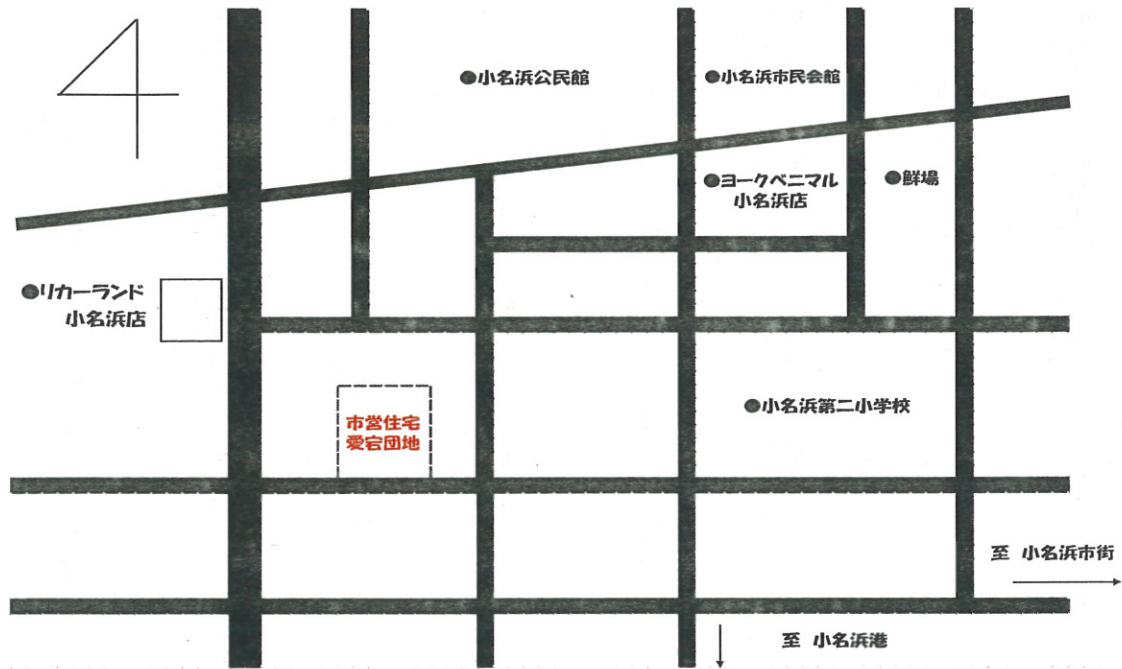 ●小名浜公民館
●小名浜市民会館
●ヨークベニマル
小名浜店
●鮮場
●リカーランド
小名浜店
市営住宅
愛宕団地
●小名浜第二小学校
至 小名浜市街
至 小名浜港